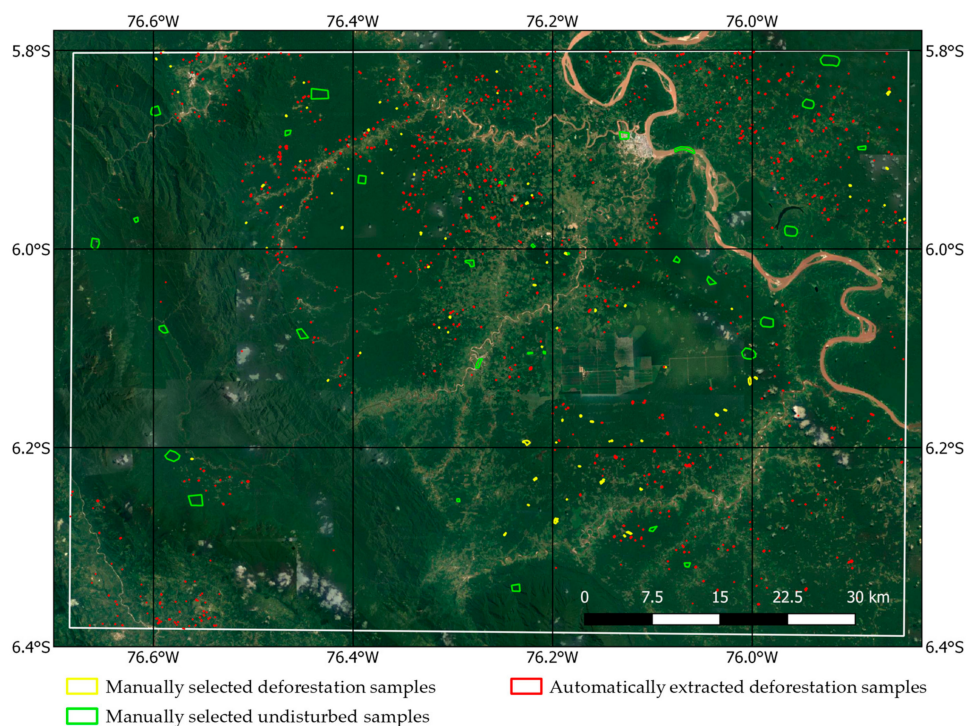 76.6°W 76.4°W 76.2°W 76.0°W
5.8°S 5.8°S
6.0°S 6.0°S
6.2°S 6.2°S
0 7.5 15 22.5 30 km
6.4°S 6.4°S
76.6°W 76.4°W 76.2°W 76.0°W
Manually selected deforestation samples Automatically extracted deforestation samples
Manually selected undisturbed samples